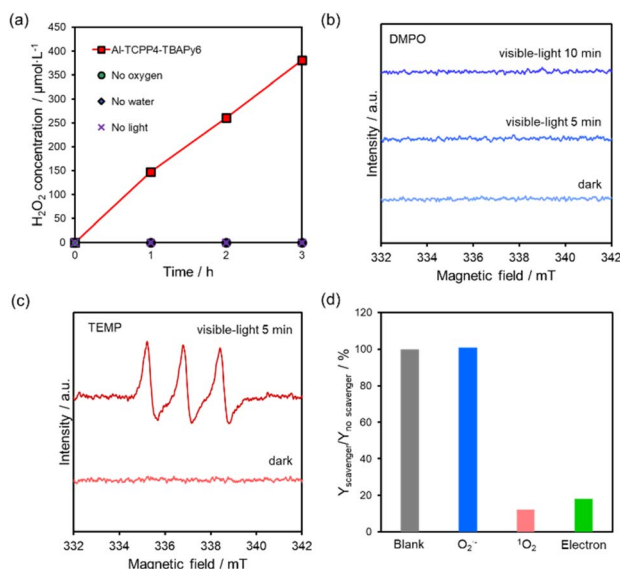 (a)
H₂O₂ concentration / μmol·L⁻¹
450
400
350
300
250
200
150
100
50
0
Al-TCPP4-TBAPy6
No oxygen
No water
No light
0 1 2 3
Time / h
(b)
DMPO
Intensity / a.u.
visible-light 10 min
visible-light 5 min
dark
332 334 336 338 340 342
Magnetic field / mT
(c)
TEMP
Intensity / a.u.
visible-light 5 min
dark
332 334 336 338 340 342
Magnetic field / mT
(d)
Y scavenger/Y no scavenger / %
120
100
80
60
40
20
0
Blank O₂·- ¹O₂ Electron